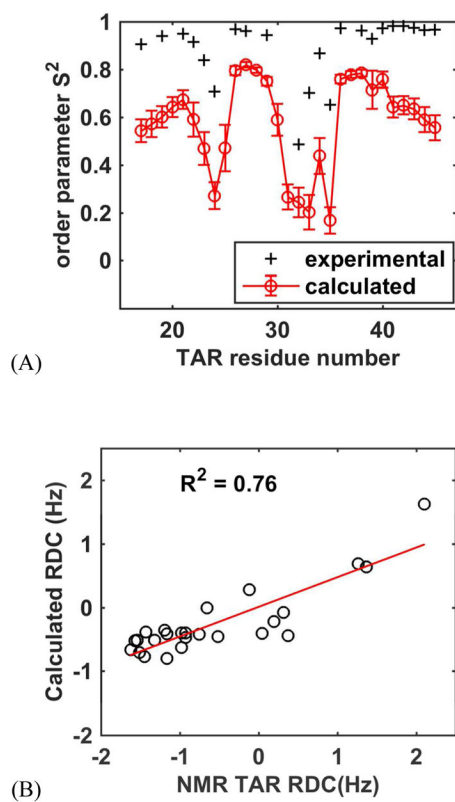 order parameter S²
1
0.8
0.6
0.4
0.2
0
experimental
calculated
20 30 40
TAR residue number
(A)
R² = 0.76
Calculated RDC (Hz)
2
1
0
-1
-2
-2 -1 0 1 2
NMR TAR RDC(Hz)
(B)